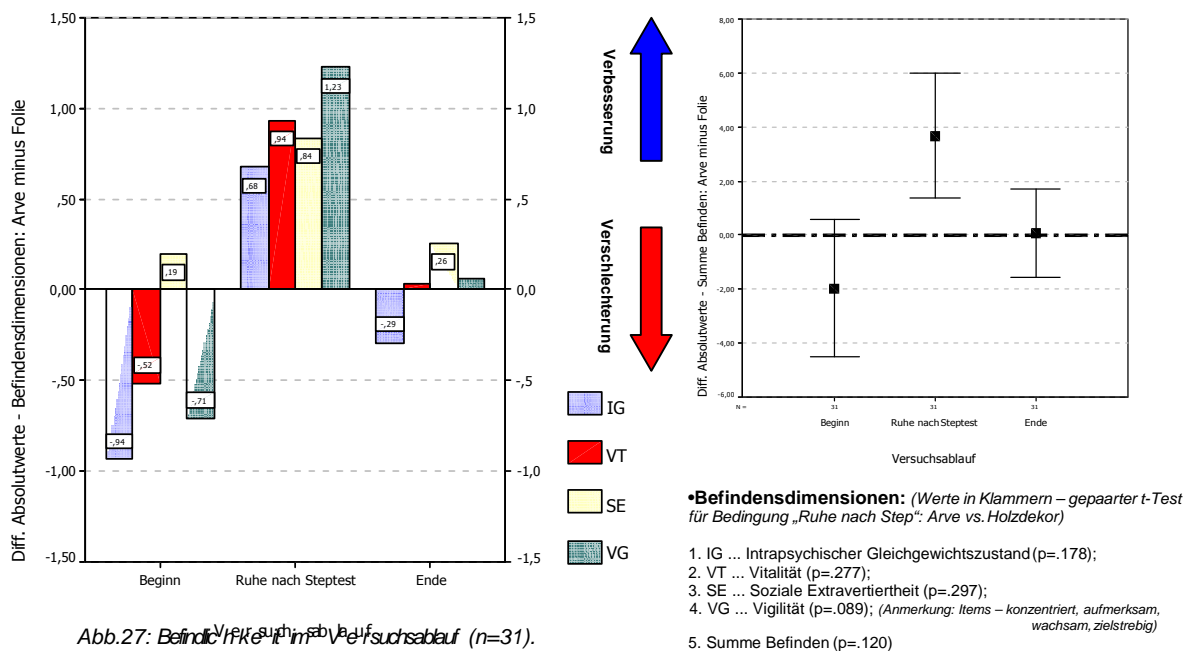 1,50
1,00
,50
0,00
-,50
-1,00
-1,50
Diff. Absolutwerte - Befindensdimensionen: Arve minus Folie
1,5
1,0
,5
0,0
-,5
-1,0
-1,5
-,94
-,52
,19
-,71
,68
,94
,84
1,23
-,29
,26
Beginn Ruhe nach Steptest Ende
Verbesserung
Verschlechterung
IG
VT
SE
VG
8,00
6,00
4,00
2,00
0,00
-2,00
-4,00
-6,00
Diff. Absolutwerte - Summe Befinden: Arve minus Folie
N = 31 31 31
Beginn Ruhe nach Steptest Ende
Versuchsablauf
•Befindensdimensionen: (Werte in Klammern – gepaarter t-Test
für Bedingung „Ruhe nach Step“: Arve vs. Holzdekor)
1. IG ... Intrapsychischer Gleichgewichtszustand (p=.178);
2. VT ... Vitalität (p=.277);
3. SE ... Soziale Extravertiertheit (p=.297);
4. VG ... Vigilität (p=.089); (Anmerkung: Items – konzentriert, aufmerksam,
wachsam, zielstrebig)
5. Summe Befinden (p=.120)
Abb.27: im (n=31).